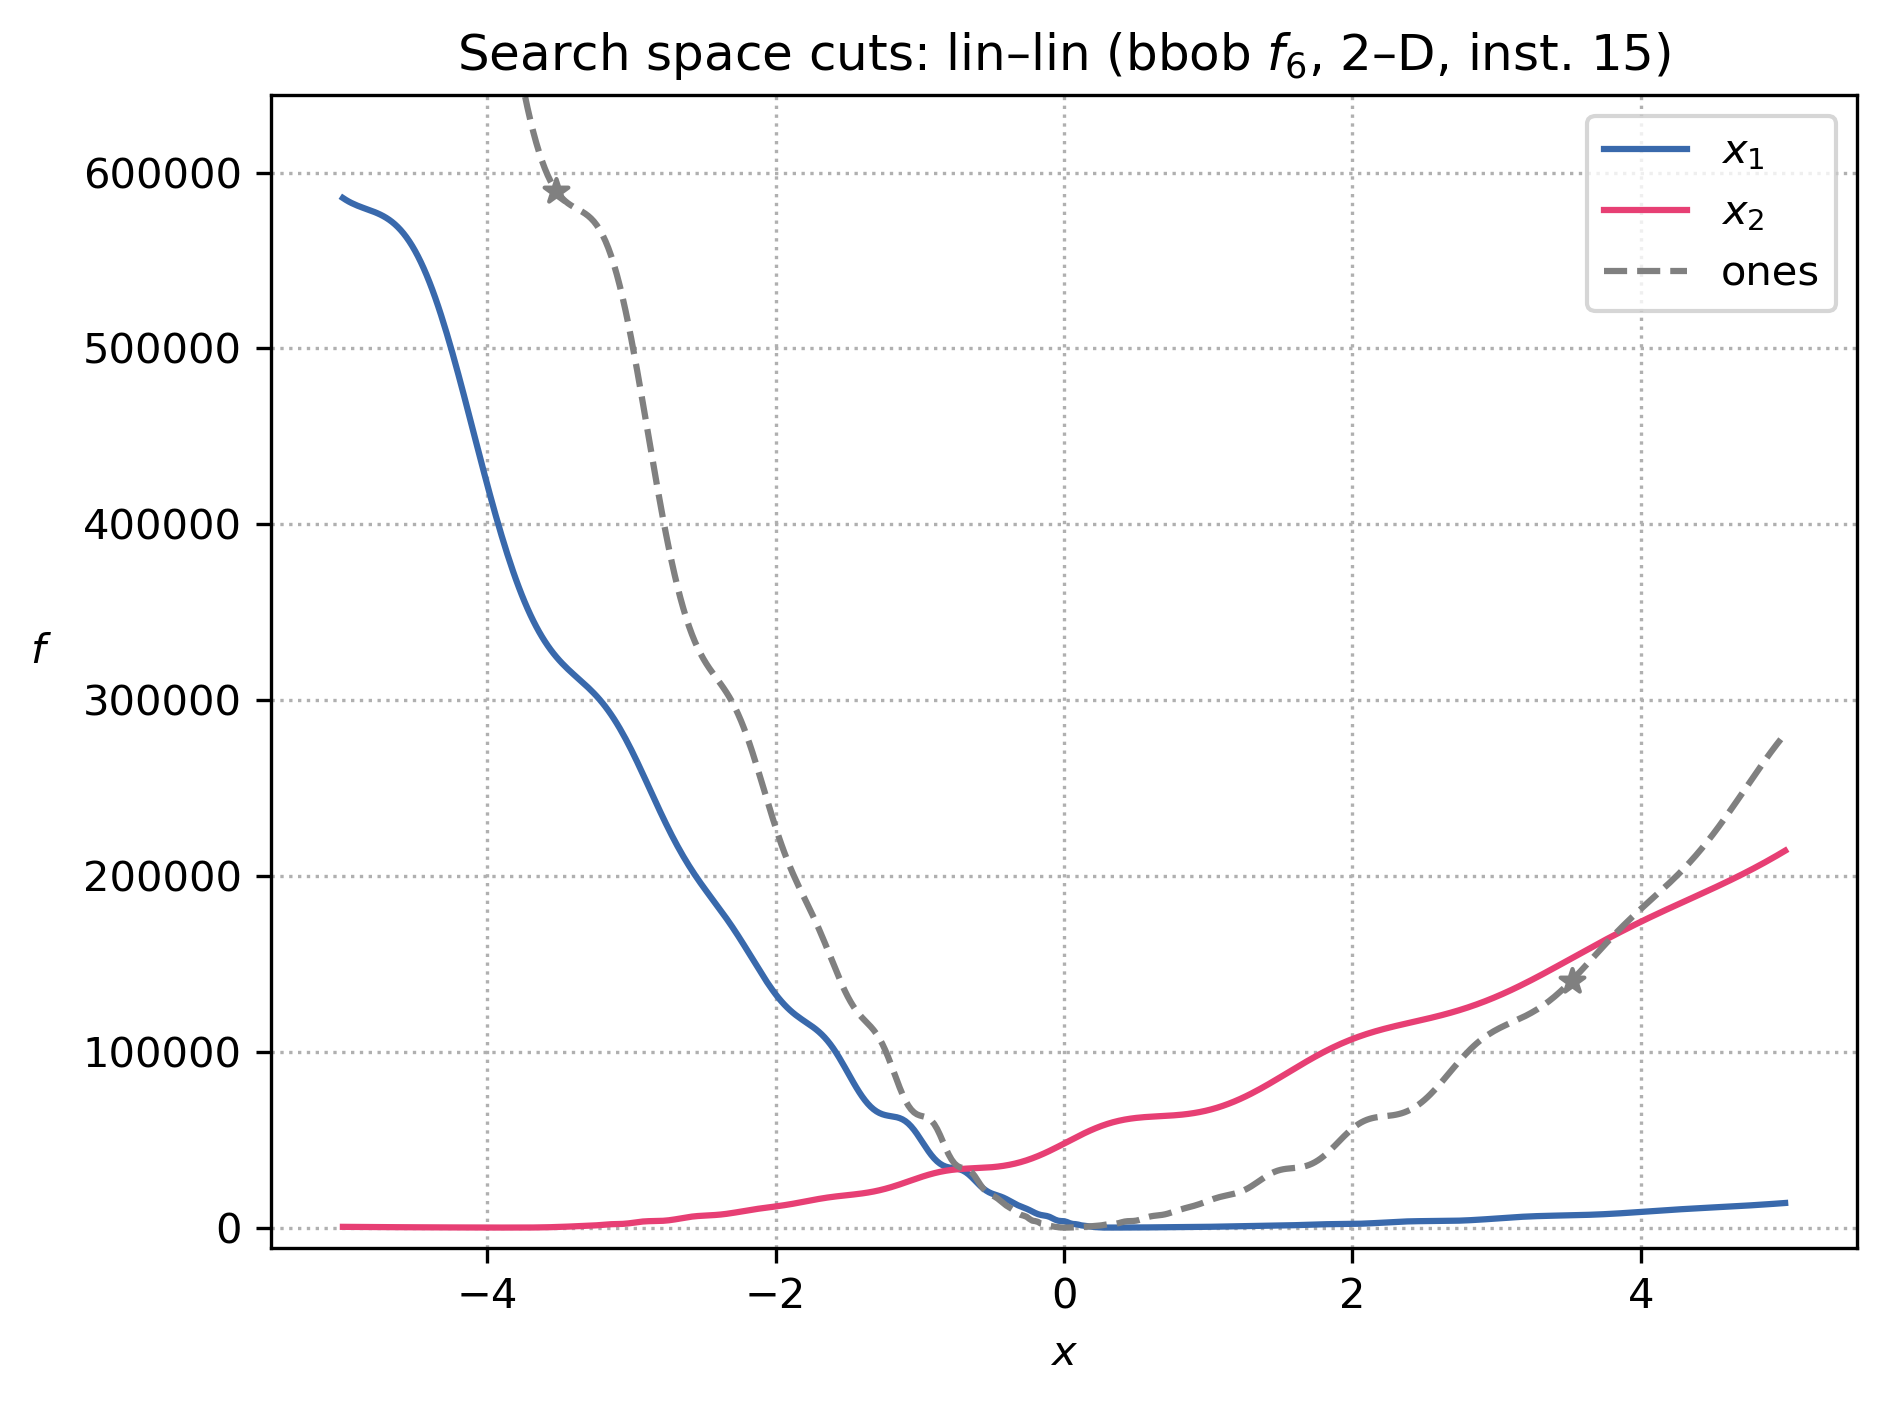 Search space cuts: lin–lin (bbob f₆, 2–D, inst. 15)
x₁
x₂
ones
600000
500000
400000
300000
200000
100000
0
f
−4
−2
0
2
4
x